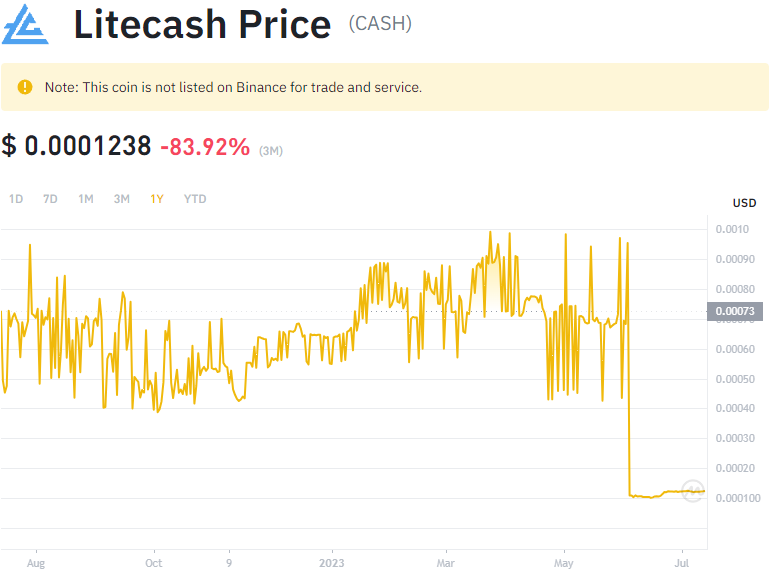 Litecash Price (CASH)
Note: This coin is not listed on Binance for trade and service.
$ 0.0001238 -83.92% (3M)
1D 7D 1M 3M 1Y YTD
USD
0.0010
0.00090
0.00080
0.00073
0.00060
0.00050
0.00040
0.00030
0.00020
0.000100
Aug Oct 9 2023 Mar May Jul